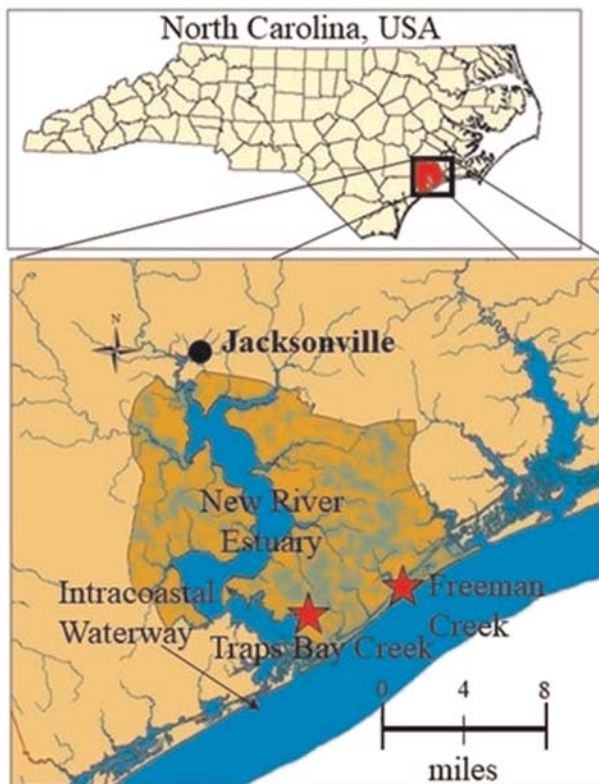 North Carolina, USA
N
Jacksonville
New River
Estuary
Intracoastal
Waterway
Freeman
Creek
Traps Bay Creek
0 4 8
miles